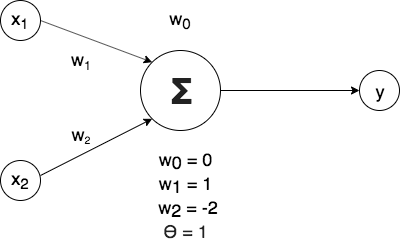 x₁
w₀
w₁
Σ
y
w₂
x₂
w₀ = 0
w₁ = 1
w₂ = -2
Θ = 1